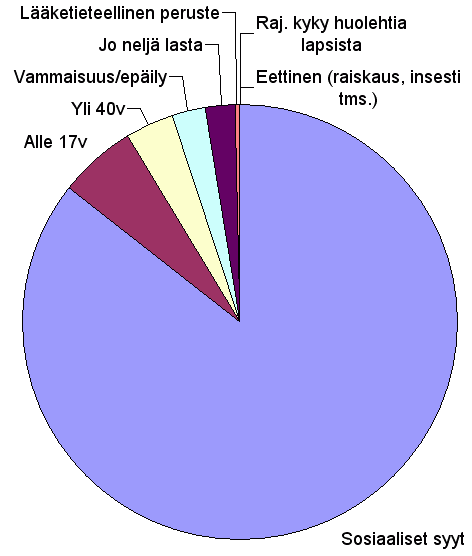 Lääketieteellinen peruste
Raj. kyky huolehtia
lapsista
Jo neljä lasta
Vammaisuus/epäily
Eettinen (raiskaus, insesti
tms.)
Yli 40v
Alle 17v
Sosiaaliset syyt